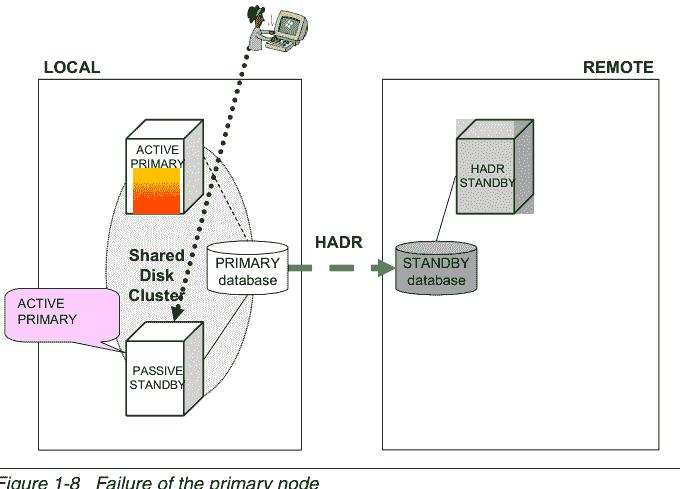 LOCAL
REMOTE
ACTIVE
PRIMARY
HADR
STANDBY
Shared
Disk
Cluster
PRIMARY
database
HADR
STANDBY
database
ACTIVE
PRIMARY
PASSIVE
STANDBY
Figure 1-8 Failure of the primary node